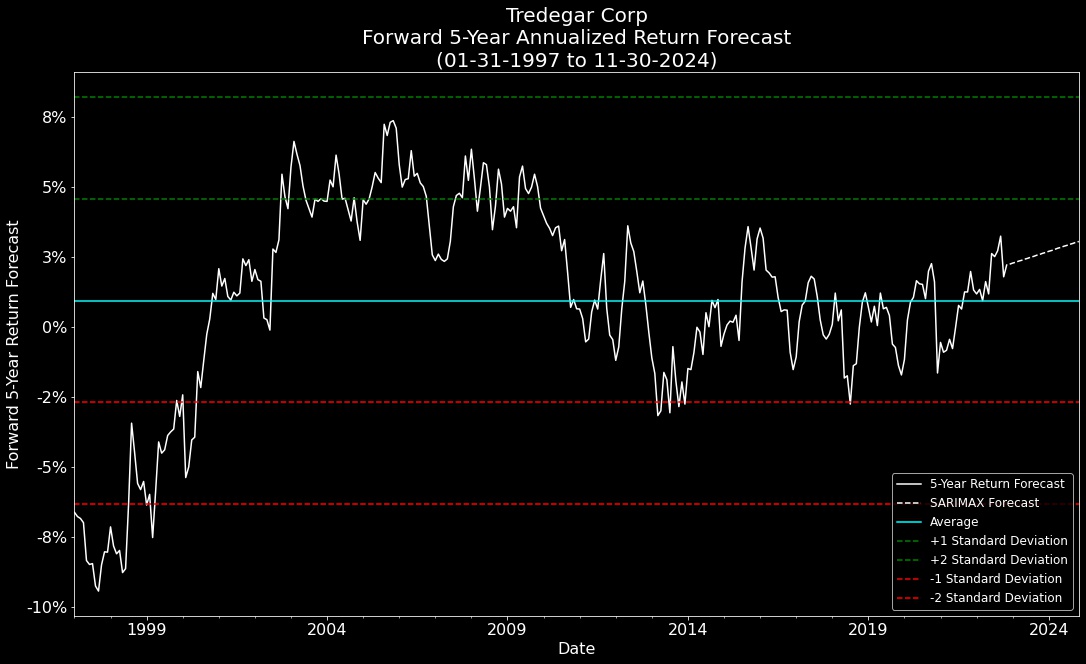 Tredegar Corp
Forward 5-Year Annualized Return Forecast
(01-31-1997 to 11-30-2024)
Forward 5-Year Return Forecast
8%
5%
3%
0%
-2%
-5%
-8%
-10%
5-Year Return Forecast
SARIMAX Forecast
Average
+1 Standard Deviation
+2 Standard Deviation
-1 Standard Deviation
-2 Standard Deviation
1999 2004 2009 2014 2019 2024
Date